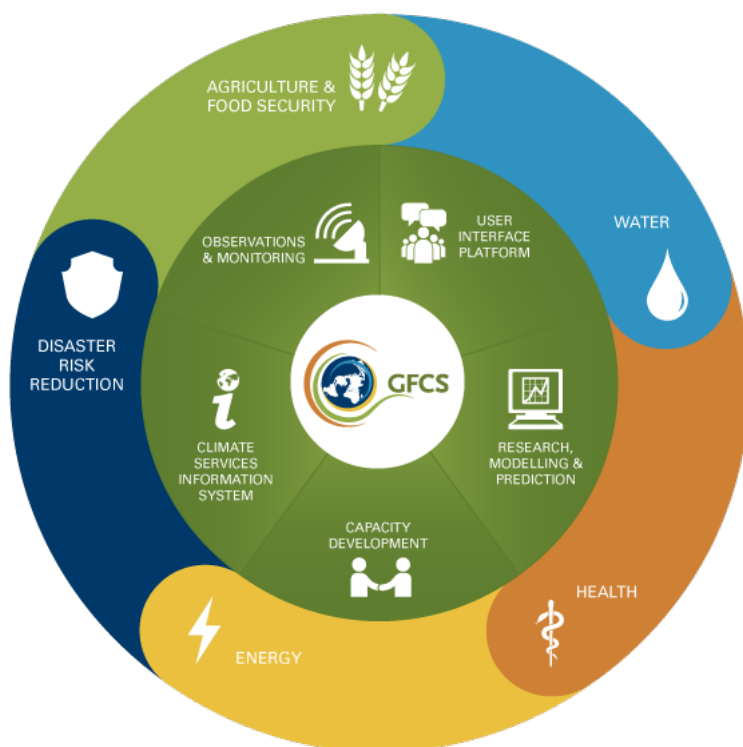 AGRICULTURE &
FOOD SECURITY
WATER
HEALTH
ENERGY
DISASTER
RISK
REDUCTION
OBSERVATIONS
& MONITORING
USER
INTERFACE
PLATFORM
RESEARCH,
MODELLING &
PREDICTION
CAPACITY
DEVELOPMENT
CLIMATE
SERVICES
INFORMATION
SYSTEM
GFCS